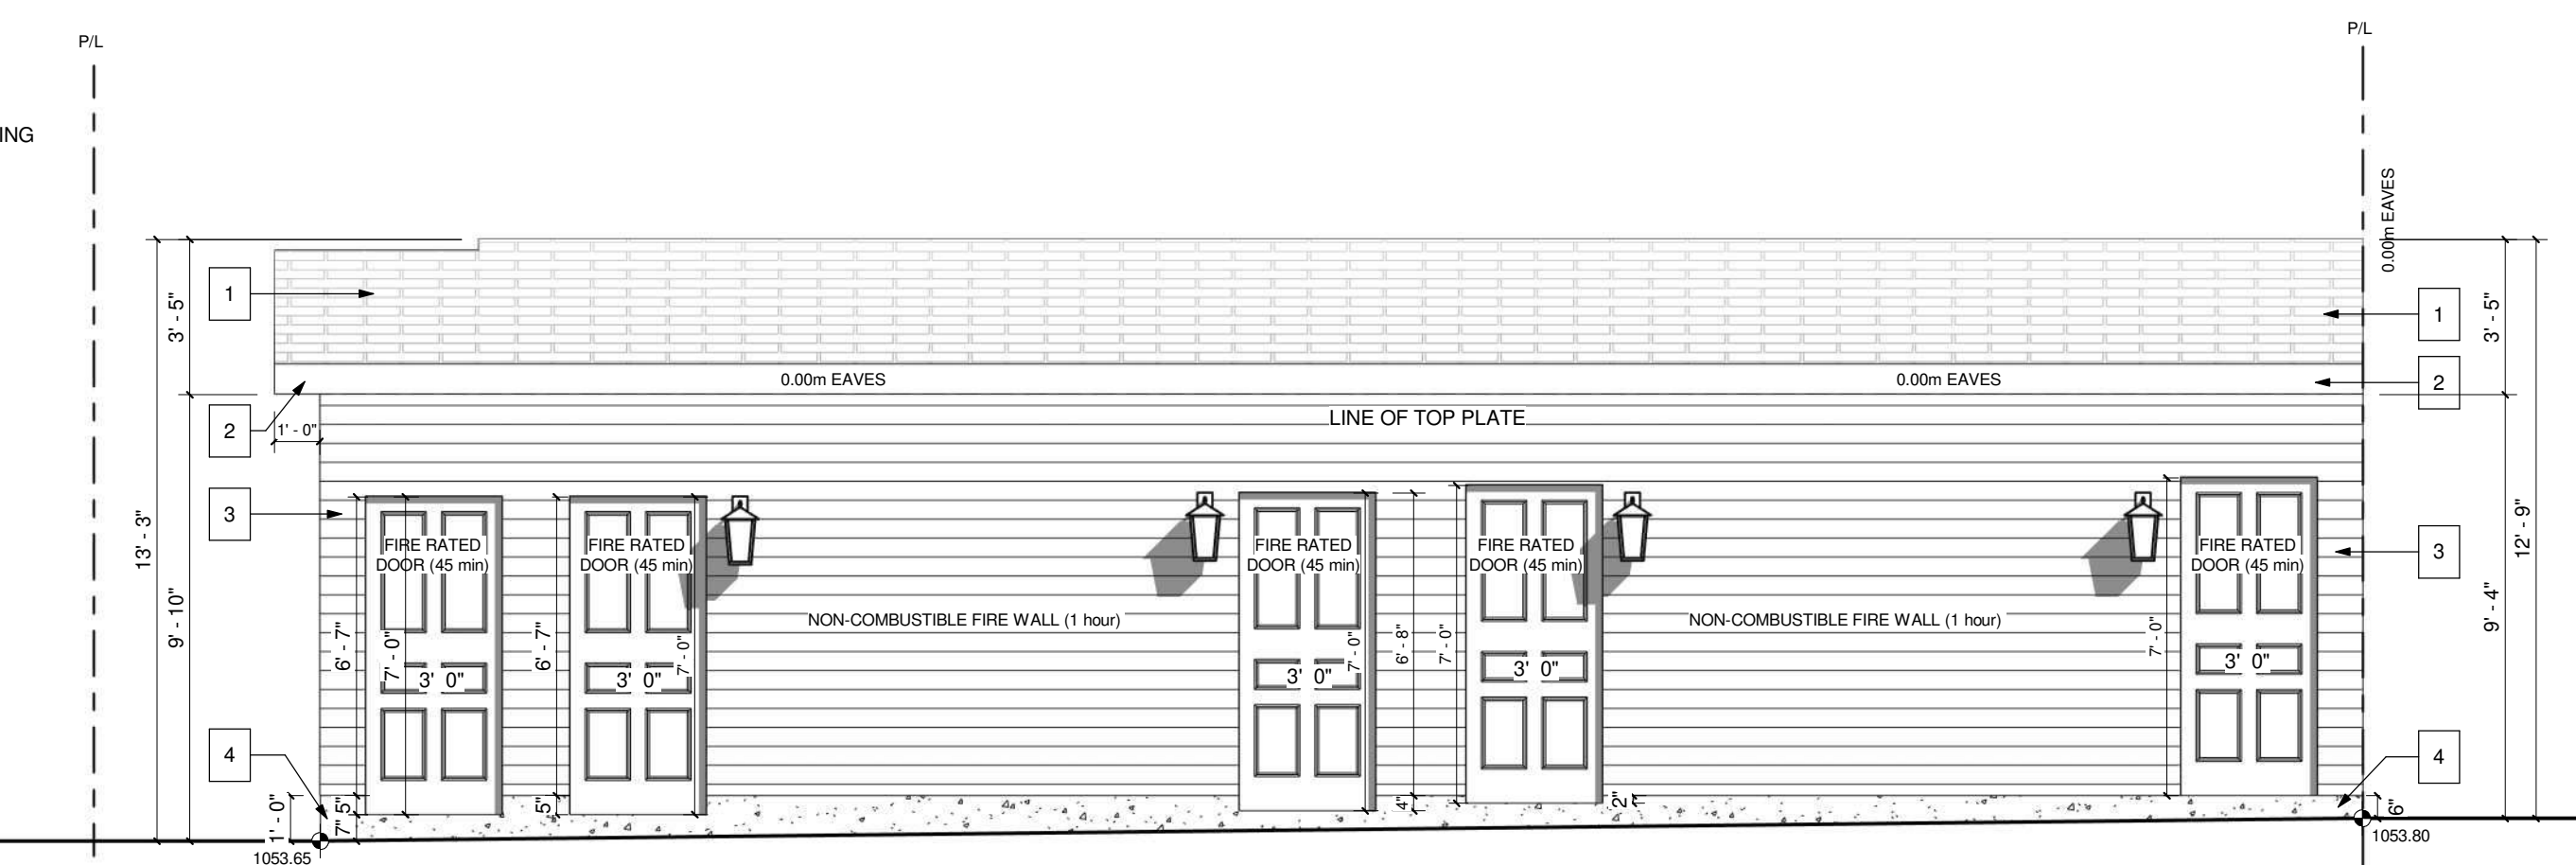 P/L
P/L
ING
0.00m EAVES
1
3' - 5"
1
3' - 5"
0.00m EAVES
0.00m EAVES
2
2
1' - 0"
LINE OF TOP PLATE
3
3
13' - 3"
9' - 10"
12' - 9"
9' - 4"
FIRE RATED
DOOR (45 min)
FIRE RATED
DOOR (45 min)
FIRE RATED
DOOR (45 min)
FIRE RATED
DOOR (45 min)
FIRE RATED
DOOR (45 min)
NON-COMBUSTIBLE FIRE WALL (1 hour)
NON-COMBUSTIBLE FIRE WALL (1 hour)
6' - 7"
7' - 0"
6' - 7"
7' - 0"
7' - 0"
6' - 8"
7' - 0"
7' - 0"
3' 0"
3' 0"
3' 0"
3' 0"
3' 0"
4
4
1' - 0"
5"
7"
5"
4"
2"
6"
1053.65
1053.80